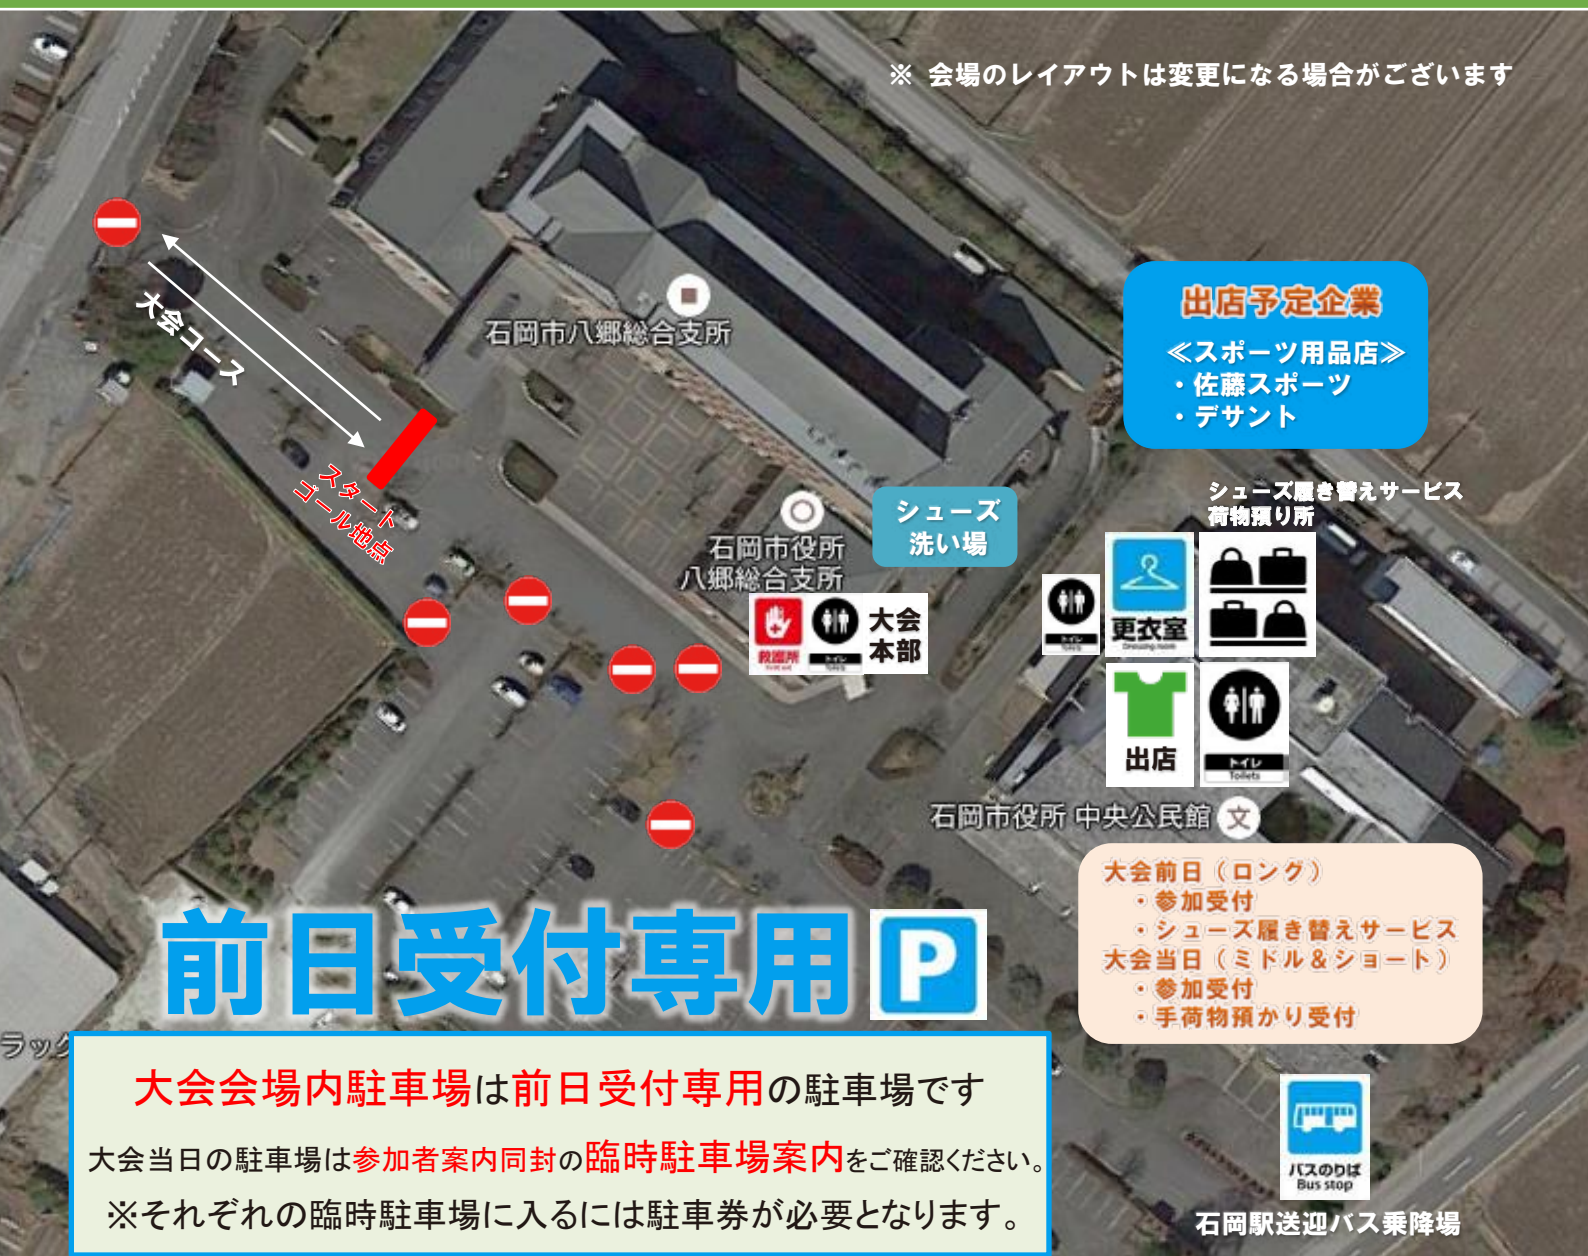 ※ 会場のレイアウトは変更になる場合がございます
石岡市八郷総合支所
大会コース
スタート
ゴール地点
出店予定企業
≪スポーツ用品店≫
・佐藤スポーツ
・デサント
シューズ
洗い場
石岡市役所
八郷総合支所
救護所
トイレ
大会
本部
シューズ履き替えサービス
荷物預り所
トイレ
更衣室
Dressing room
出店
トイレ
Toilets
石岡市役所 中央公民館
文
大会前日（ロング）
・参加受付
・シューズ履き替えサービス
大会当日（ミドル＆ショート）
・参加受付
・手荷物預かり受付
前日受付専用
P
ラック
大会会場内駐車場は前日受付専用の駐車場です
大会当日の駐車場は参加者案内同封の臨時駐車場案内をご確認ください。
※それぞれの臨時駐車場に入るには駐車券が必要となります。
バスのりば
Bus stop
石岡駅送迎バス乗降場